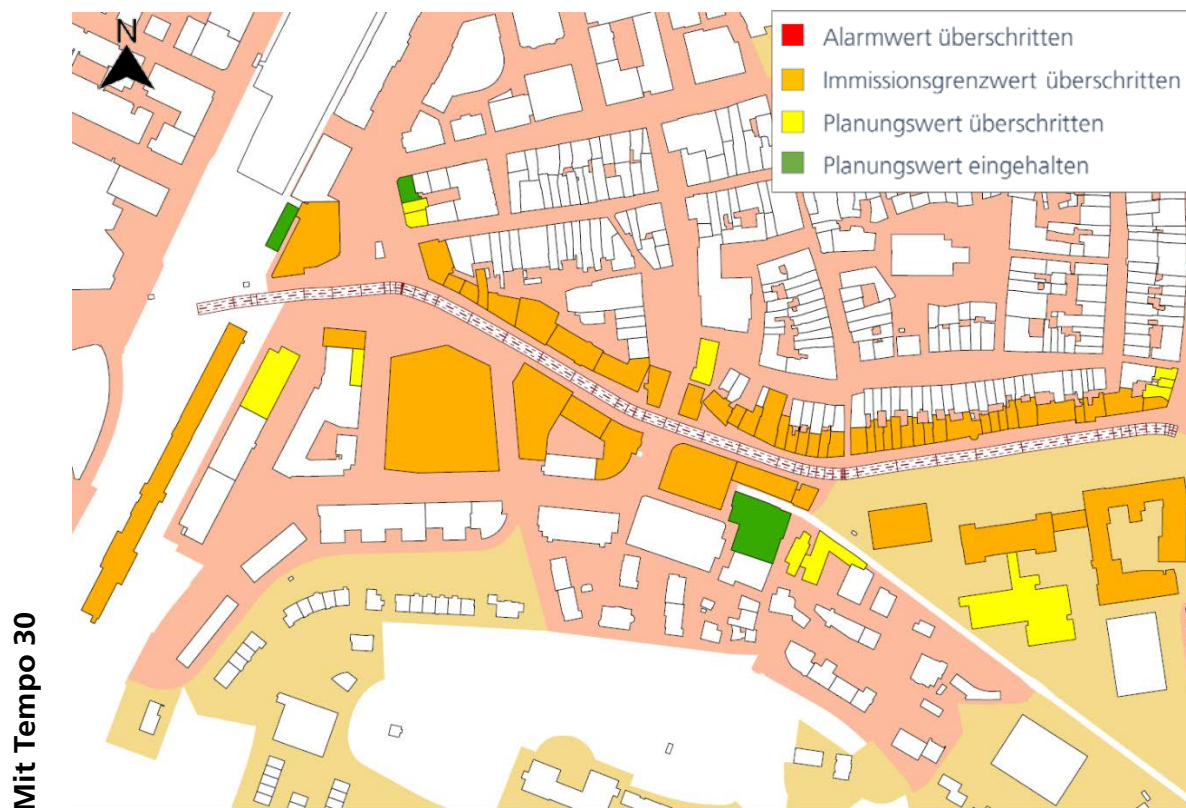 N
Alarmwert überschritten
Immissionsgrenzwert überschritten
Planungswert überschritten
Planungswert eingehalten
Mit Tempo 30